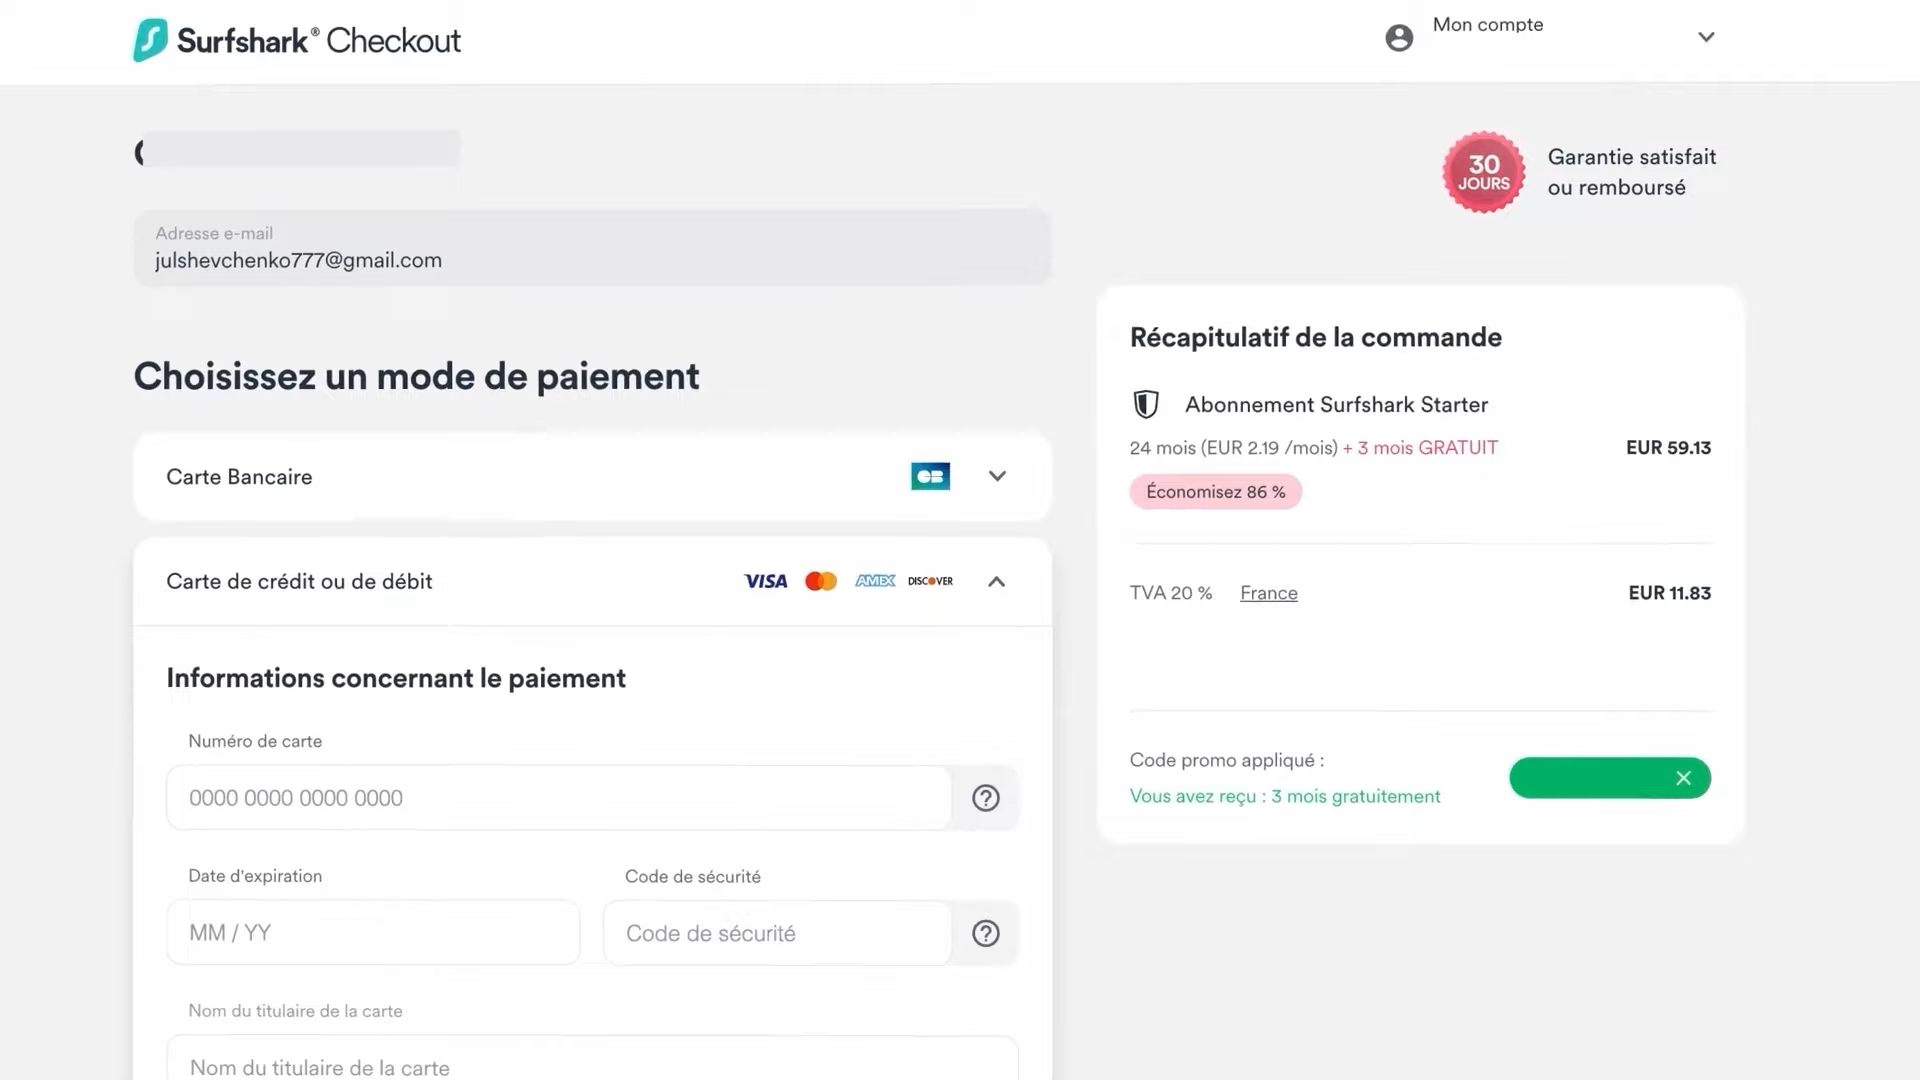 Surfshark® Checkout
Mon compte
30
JOURS
Garantie satisfait
ou remboursé
Adresse e-mail
julshevchenko777@gmail.com
Choisissez un mode de paiement
Carte Bancaire
CB
Carte de crédit ou de débit
VISA
AMEX
DISCOVER
Informations concernant le paiement
Numéro de carte
0000 0000 0000 0000
Date d'expiration
Code de sécurité
MM / YY
Code de sécurité
Nom du titulaire de la carte
Nom du titulaire de la carte
Récapitulatif de la commande
Abonnement Surfshark Starter
24 mois (EUR 2.19 /mois) + 3 mois GRATUIT
EUR 59.13
Économisez 86 %
TVA 20 %
France
EUR 11.83
Code promo appliqué :
Vous avez reçu : 3 mois gratuitement